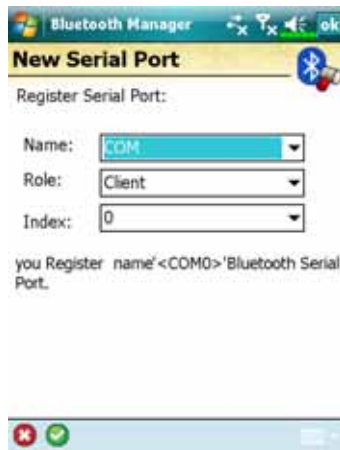 Bluetooth Manager ok
New Serial Port
Register Serial Port:
Name: COM
Role: Client
Index: 0
you Register name'<COM0>'Bluetooth Serial
Port.